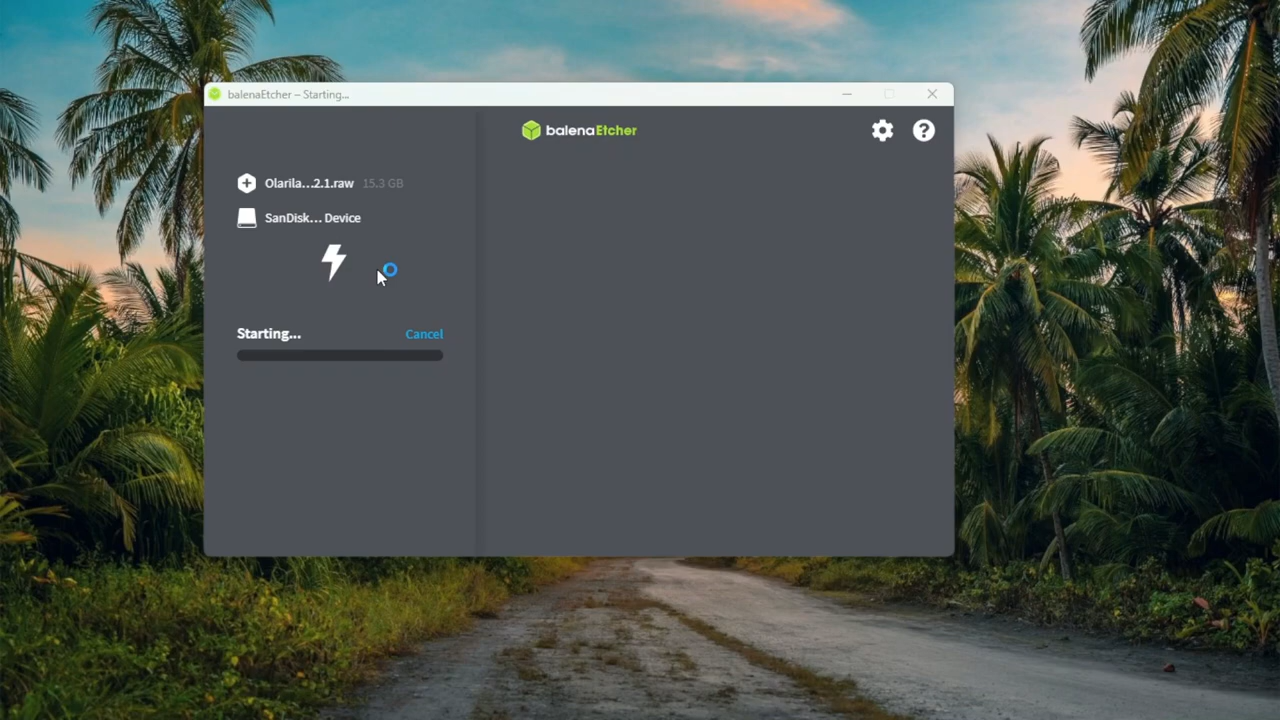 balenaEtcher – Starting...
balenaEtcher
Olarila...2.1.raw 15.3 GB
SanDisk... Device
Starting...
Cancel